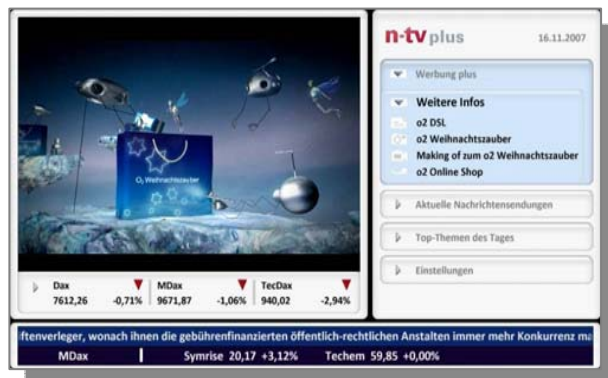 O₂ Weihnachtszauber
Dax
7612,26 -0,71%
MDax
9671,87 -1,06%
TecDax
940,02 -2,94%
n-tv plus
16.11.2007
Werbung plus
Weitere Infos
o2 DSL
o2 Weihnachtszauber
Making of zum o2 Weihnachtszauber
o2 Online Shop
Aktuelle Nachrichtensendungen
Top-Themen des Tages
Einstellungen
iftenverleger, wonach ihnen die gebührenfinanzierten öffentlich-rechtlichen Anstalten immer mehr Konkurrenz ma
MDax Symrise 20,17 +3,12% Techem 59,85 +0,00%